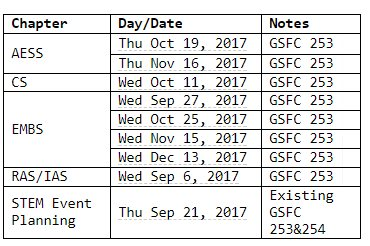 Chapter Day/Date Notes
AESS Thu Oct 19, 2017 GSFC 253
Thu Nov 16, 2017 GSFC 253
CS Wed Oct 11, 2017 GSFC 253
EMBS Wed Sep 27, 2017 GSFC 253
Wed Oct 25, 2017 GSFC 253
Wed Nov 15, 2017 GSFC 253
Wed Dec 13, 2017 GSFC 253
RAS/IAS Wed Sep 6, 2017 GSFC 253
STEM Event Planning Thu Sep 21, 2017 Existing
GSFC
253&254